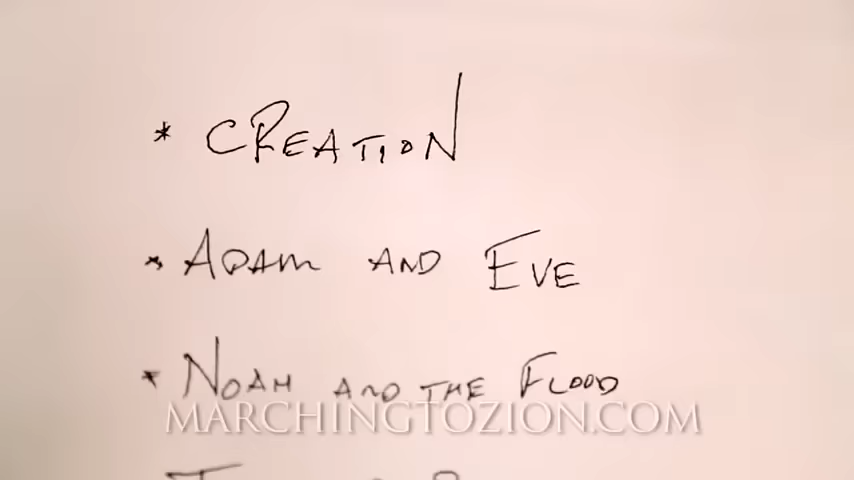 * CREATION
* ADAM AND EVE
* NOAH AND THE FLOOD
MARCHINGTOZION.COM